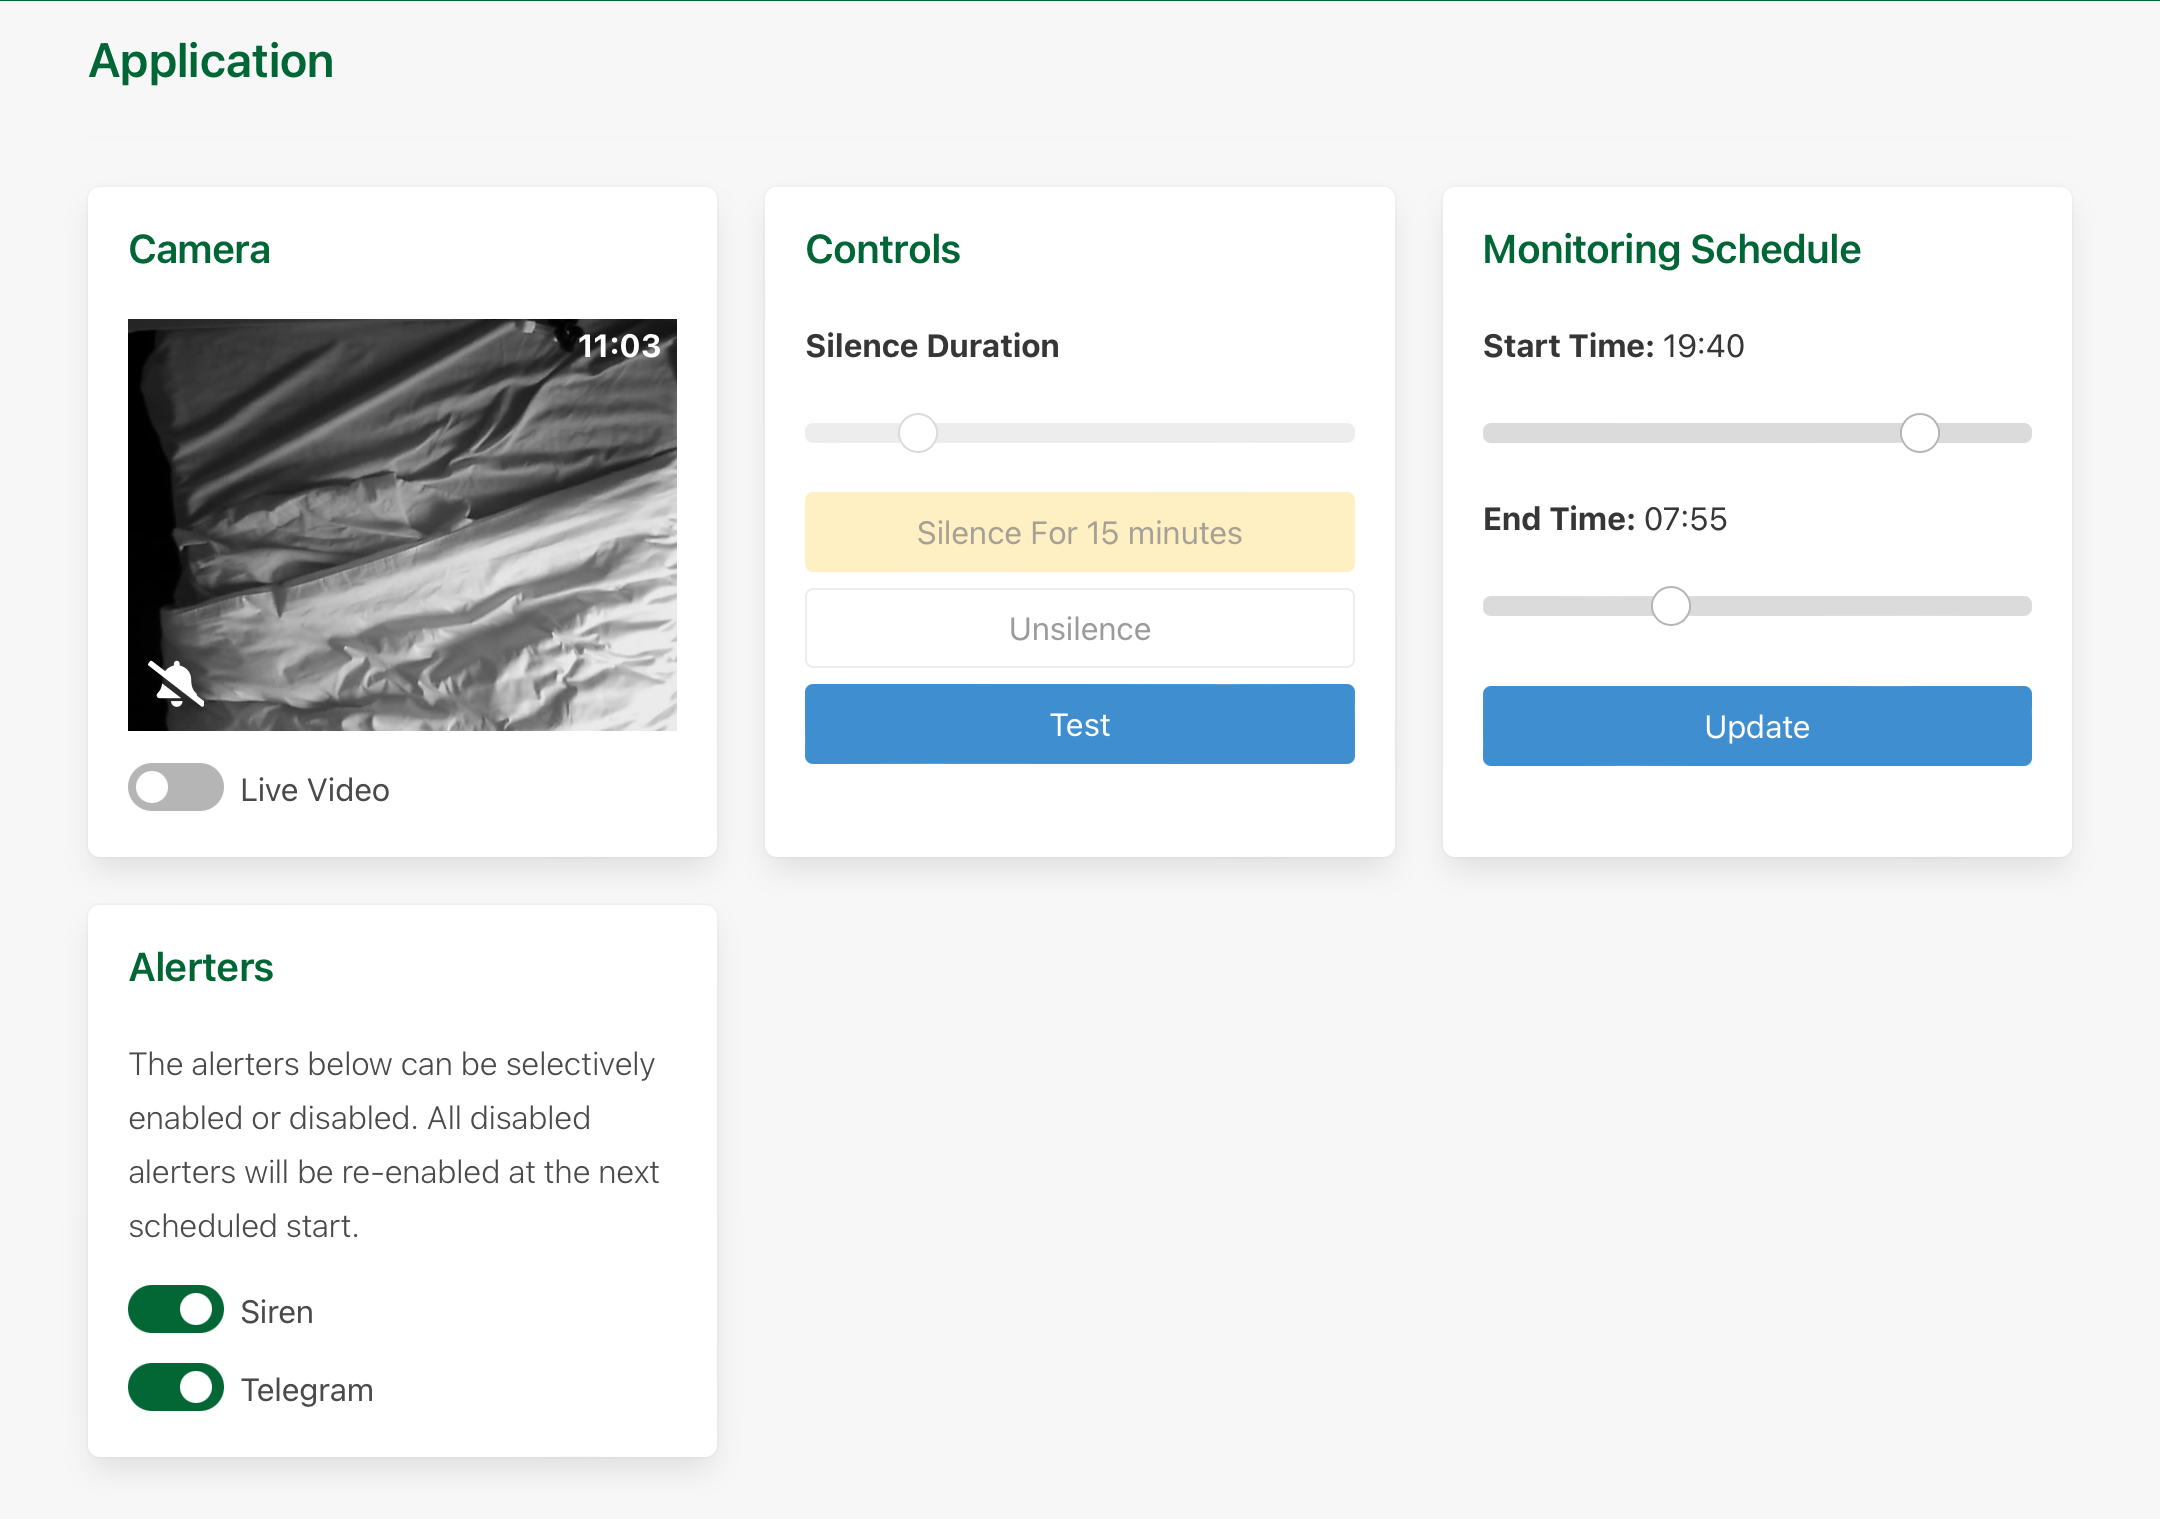 Application
Camera
11:03
Live Video
Controls
Silence Duration
Silence For 15 minutes
Unsilence
Test
Monitoring Schedule
Start Time: 19:40
End Time: 07:55
Update
Alerters
The alerters below can be selectively
enabled or disabled. All disabled
alerters will be re-enabled at the next
scheduled start.
Siren
Telegram